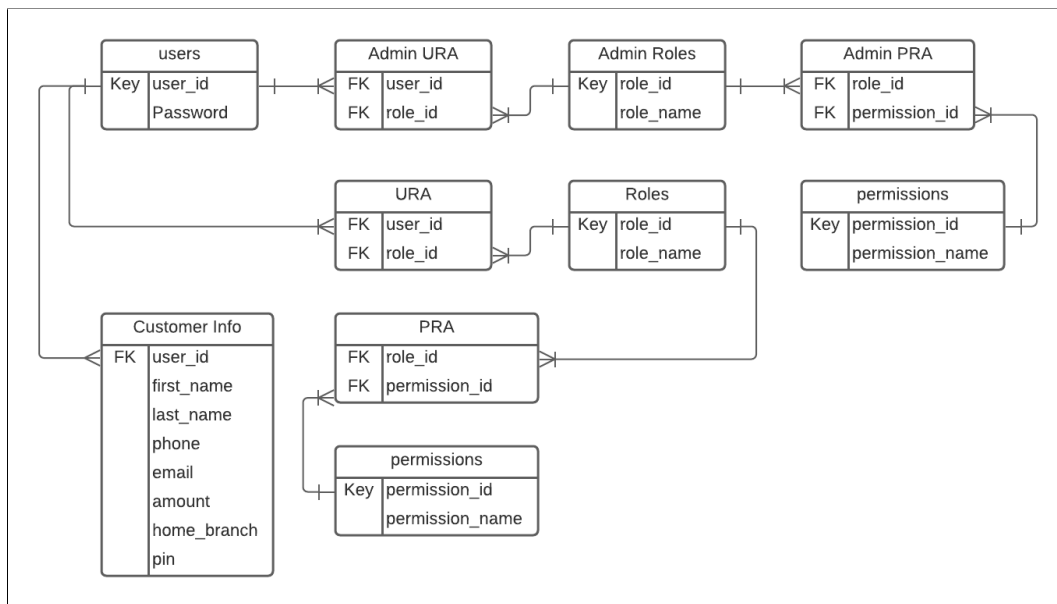 users
Key user_id
Password
Admin URA
FK user_id
FK role_id
Admin Roles
Key role_id
role_name
Admin PRA
FK role_id
FK permission_id
URA
FK user_id
FK role_id
Roles
Key role_id
role_name
permissions
Key permission_id
permission_name
Customer Info
FK user_id
first_name
last_name
phone
email
amount
home_branch
pin
PRA
FK role_id
FK permission_id
permissions
Key permission_id
permission_name